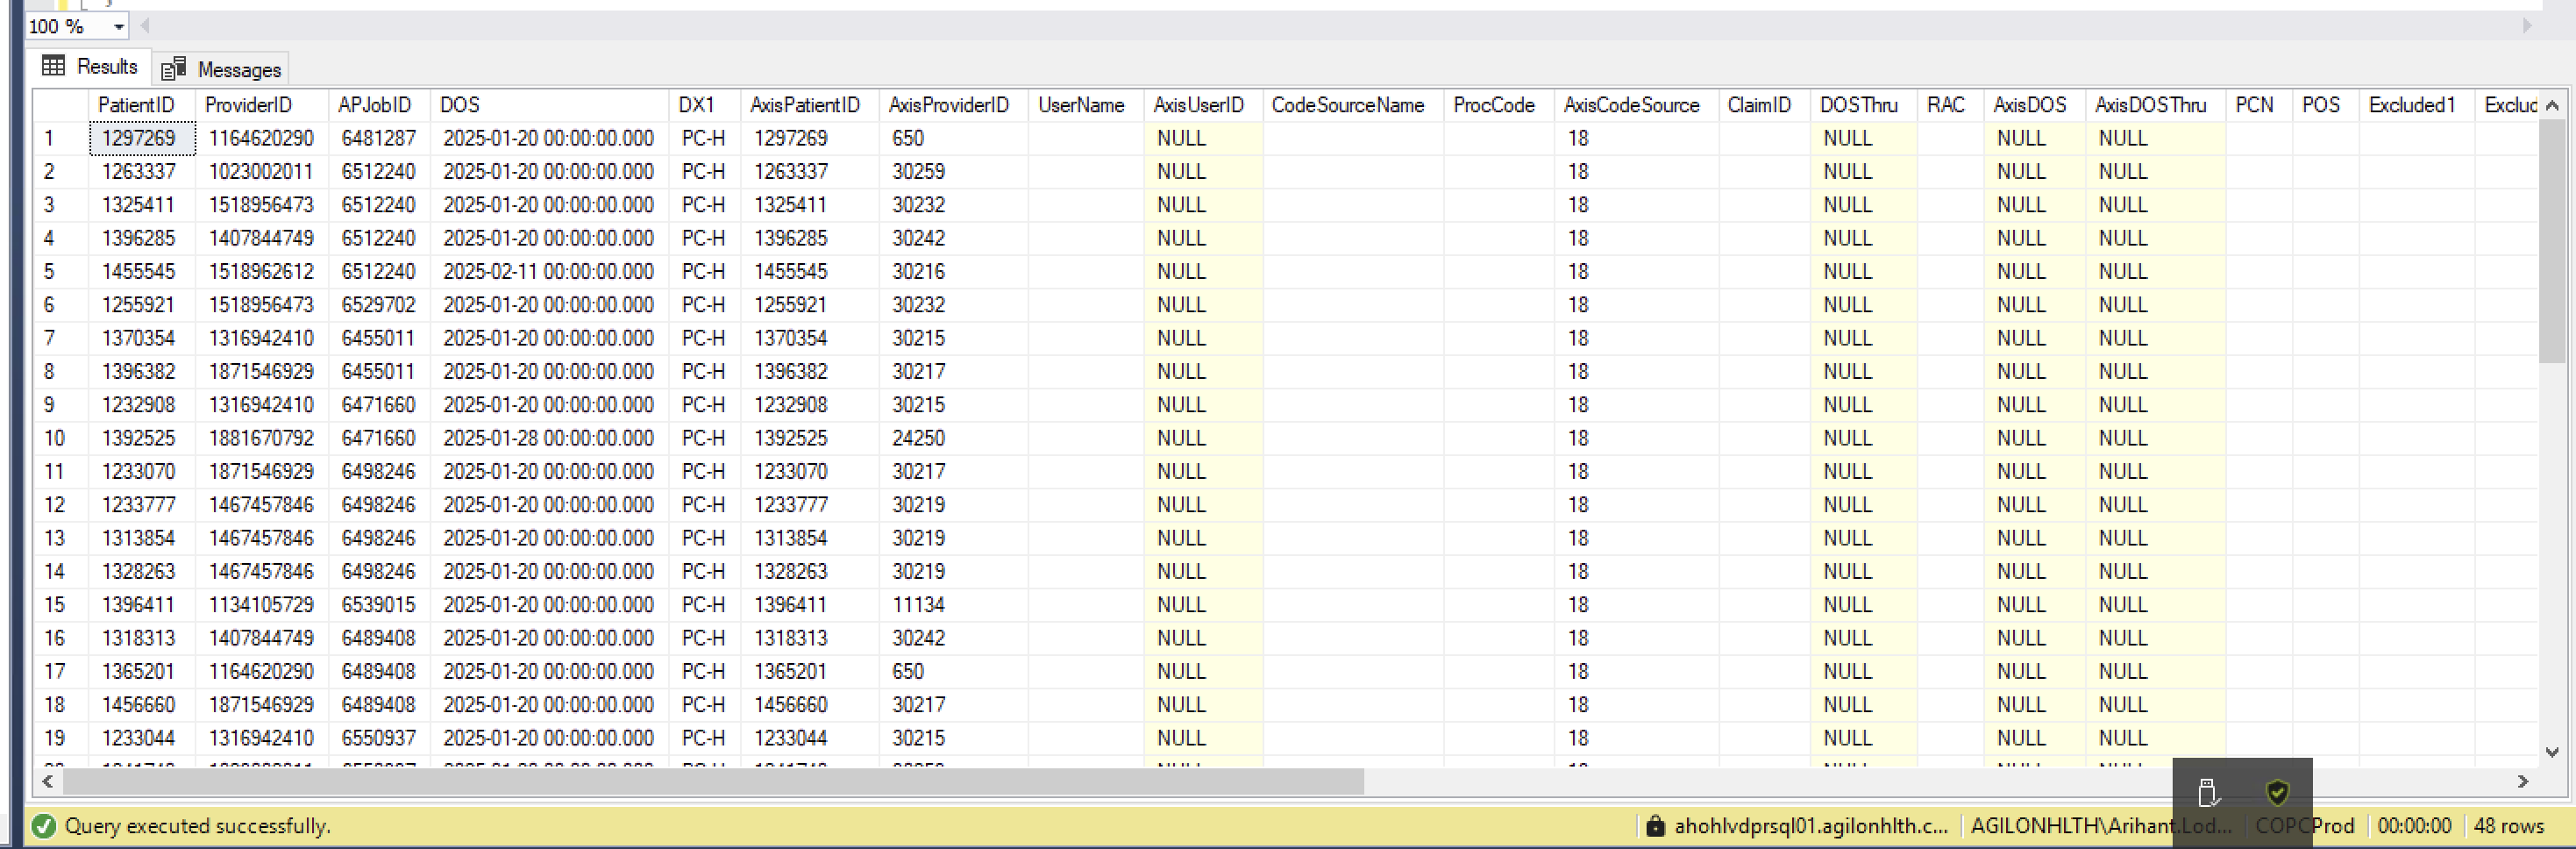 100 %
Results Messages
PatientID ProviderID APJobID DOS DX1 AxisPatientID AxisProviderID UserName AxisUserID CodeSourceName ProcCode AxisCodeSource ClaimID DOSThru RAC AxisDOS AxisDOSThru PCN POS Excluded1 Exclud
1 1297269 1164620290 6481287 2025-01-20 00:00:00.000 PC-H 1297269 650 NULL 18 NULL NULL NULL
2 1263337 1023002011 6512240 2025-01-20 00:00:00.000 PC-H 1263337 30259 NULL 18 NULL NULL NULL
3 1325411 1518956473 6512240 2025-01-20 00:00:00.000 PC-H 1325411 30232 NULL 18 NULL NULL NULL
4 1396285 1407844749 6512240 2025-01-20 00:00:00.000 PC-H 1396285 30242 NULL 18 NULL NULL NULL
5 1455545 1518962612 6512240 2025-02-11 00:00:00.000 PC-H 1455545 30216 NULL 18 NULL NULL NULL
6 1255921 1518956473 6529702 2025-01-20 00:00:00.000 PC-H 1255921 30232 NULL 18 NULL NULL NULL
7 1370354 1316942410 6455011 2025-01-20 00:00:00.000 PC-H 1370354 30215 NULL 18 NULL NULL NULL
8 1396382 1871546929 6455011 2025-01-20 00:00:00.000 PC-H 1396382 30217 NULL 18 NULL NULL NULL
9 1232908 1316942410 6471660 2025-01-20 00:00:00.000 PC-H 1232908 30215 NULL 18 NULL NULL NULL
10 1392525 1881670792 6471660 2025-01-28 00:00:00.000 PC-H 1392525 24250 NULL 18 NULL NULL NULL
11 1233070 1871546929 6498246 2025-01-20 00:00:00.000 PC-H 1233070 30217 NULL 18 NULL NULL NULL
12 1233777 1467457846 6498246 2025-01-20 00:00:00.000 PC-H 1233777 30219 NULL 18 NULL NULL NULL
13 1313854 1467457846 6498246 2025-01-20 00:00:00.000 PC-H 1313854 30219 NULL 18 NULL NULL NULL
14 1328263 1467457846 6498246 2025-01-20 00:00:00.000 PC-H 1328263 30219 NULL 18 NULL NULL NULL
15 1396411 1134105729 6539015 2025-01-20 00:00:00.000 PC-H 1396411 11134 NULL 18 NULL NULL NULL
16 1318313 1407844749 6489408 2025-01-20 00:00:00.000 PC-H 1318313 30242 NULL 18 NULL NULL NULL
17 1365201 1164620290 6489408 2025-01-20 00:00:00.000 PC-H 1365201 650 NULL 18 NULL NULL NULL
18 1456660 1871546929 6489408 2025-01-20 00:00:00.000 PC-H 1456660 30217 NULL 18 NULL NULL NULL
19 1233044 1316942410 6550937 2025-01-20 00:00:00.000 PC-H 1233044 30215 NULL 18 NULL NULL NULL
Query executed successfully. ahohlvdprsql01.agilonhlth.c... AGILONHLTH\Arihant.Lod... COPCProd 00:00:00 48 rows